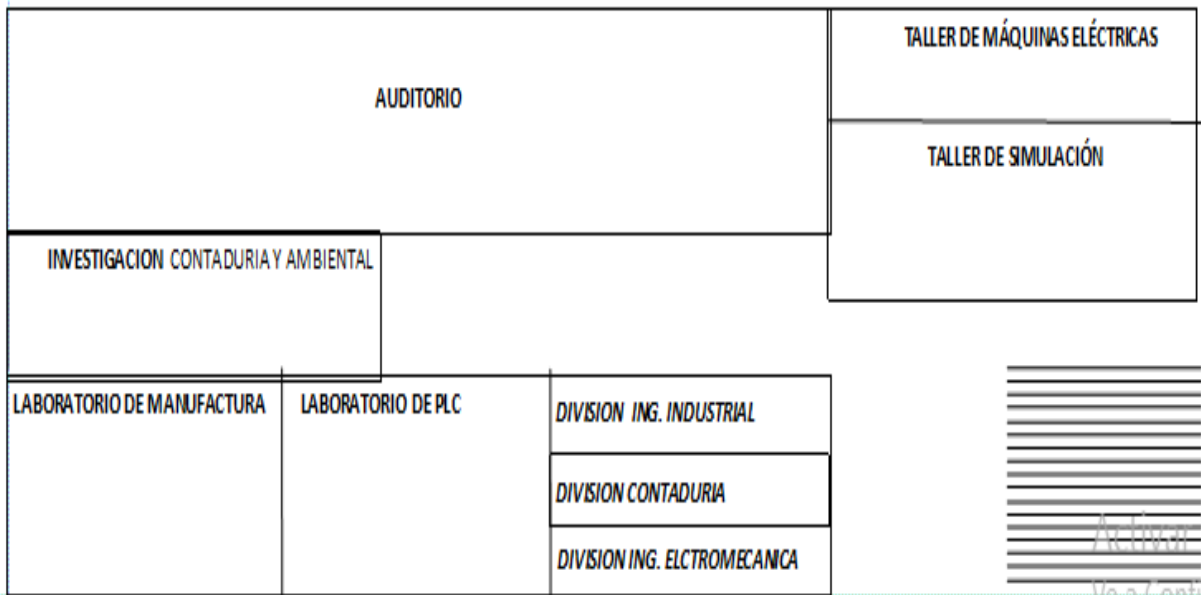 TALLER DE MÁQUINAS ELÉCTRICAS
AUDITORIO
TALLER DE SIMULACIÓN
INVESTIGACION CONTADURIA Y AMBIENTAL
LABORATORIO DE MANUFACTURA
LABORATORIO DE PLC
DIVISION ING. INDUSTRIAL
DIVISION CONTADURIA
DIVISION ING. ELCTROMECANICA
Activar